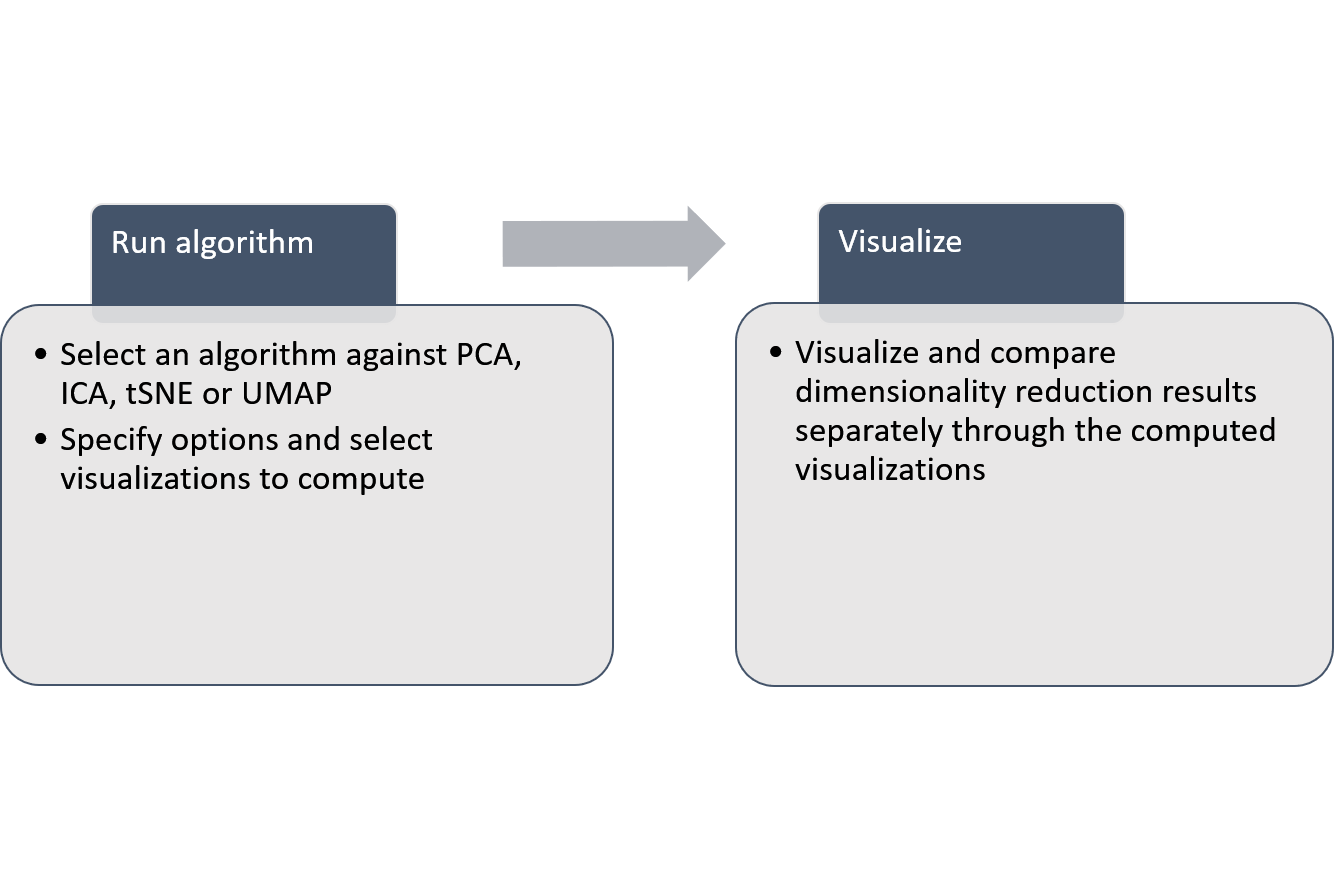 Run algorithm
• Select an algorithm against PCA,
ICA, tSNE or UMAP
• Specify options and select
visualizations to compute
Visualize
• Visualize and compare
dimensionality reduction results
separately through the computed
visualizations